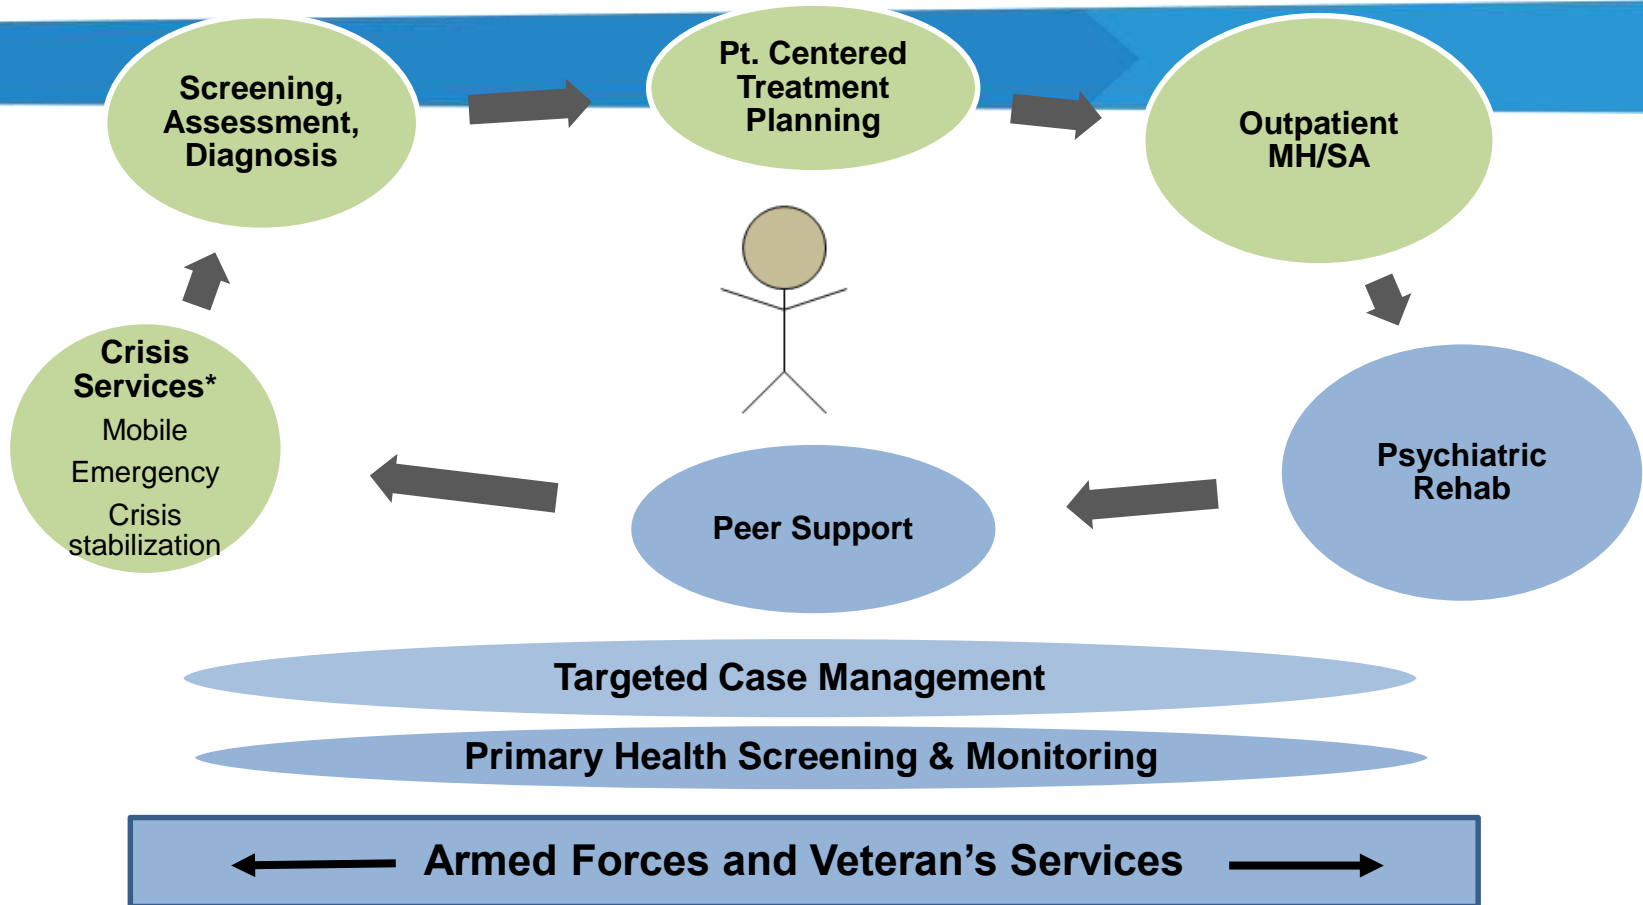 Screening,
Assessment,
Diagnosis
Pt. Centered
Treatment
Planning
Outpatient
MH/SA
Crisis
Services*
Mobile
Emergency
Crisis
stabilization
Psychiatric
Rehab
Peer Support
Targeted Case Management
Primary Health Screening & Monitoring
Armed Forces and Veteran’s Services